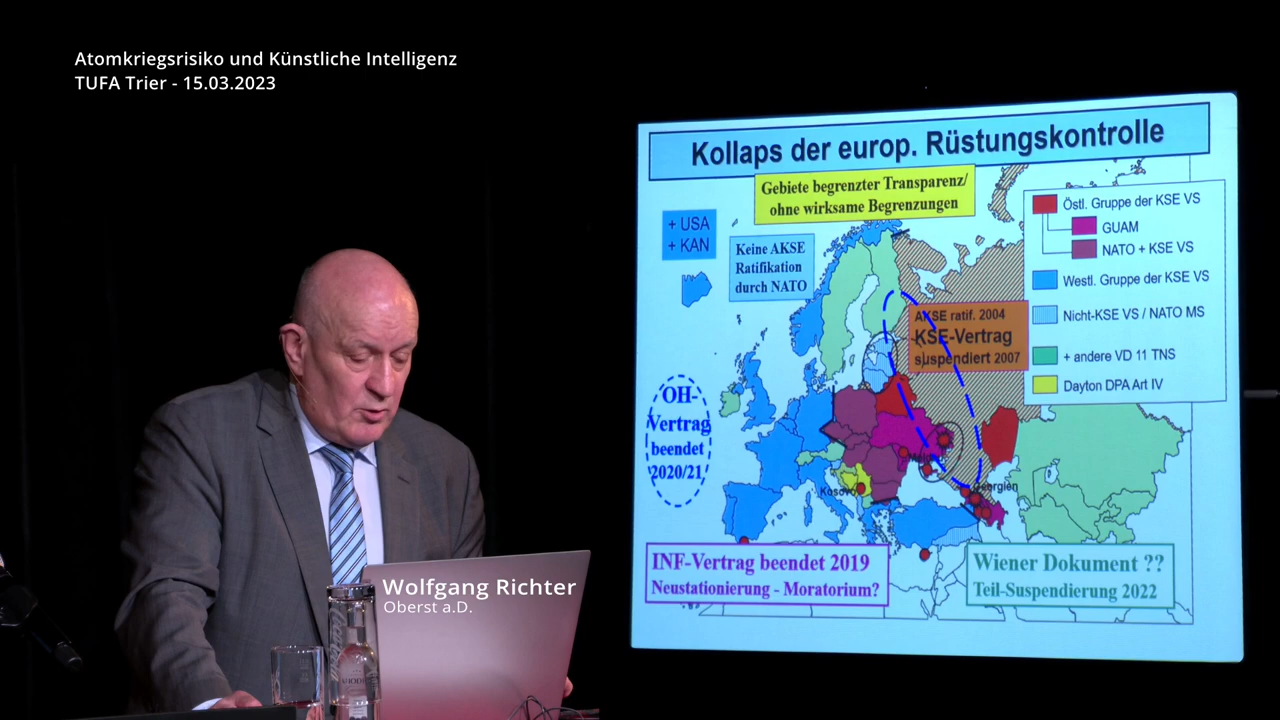 Atomkriegsrisiko und Künstliche Intelligenz
TUFA Trier - 15.03.2023
Kollaps der europ. Rüstungskontrolle
Gebiete begrenzter Transparenz/
ohne wirksame Begrenzungen
+ USA
+ KAN
Keine AKSE
Ratifikation
durch NATO
Östl. Gruppe der KSE VS
GUAM
NATO + KSE VS
Westl. Gruppe der KSE VS
Nicht-KSE VS / NATO MS
+ andere VD 11 TNS
Dayton DPA Art IV
AKSE ratif. 2004
KSE-Vertrag
suspendiert 2007
OH-
Vertrag
beendet
2020/21
Kosovo
Georgien
INF-Vertrag beendet 2019
Neustationierung - Moratorium?
Wiener Dokument ??
Teil-Suspendierung 2022
Wolfgang Richter
Oberst a.D.